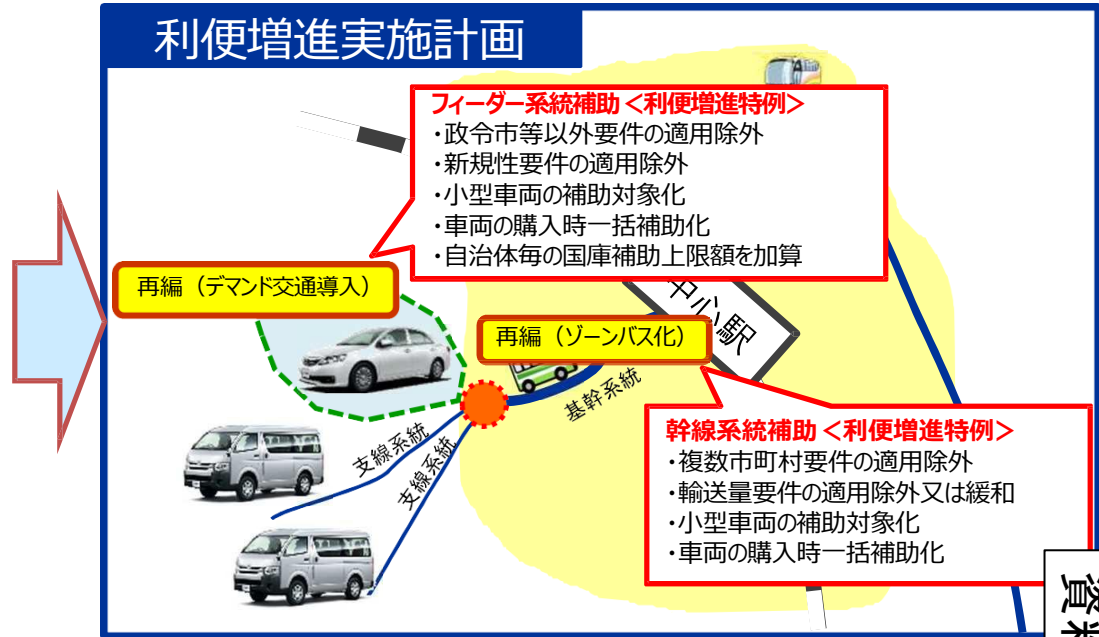 利便増進実施計画
フィーダー系統補助＜利便増進特例＞
・政令市等以外要件の適用除外
・新規性要件の適用除外
・小型車両の補助対象化
・車両の購入時一括補助化
・自治体毎の国庫補助上限額を加算
再編（デマンド交通導入）
中心駅
再編（ゾーンバス化）
基幹系統
支線系統
支線系統
幹線系統補助＜利便増進特例＞
・複数市町村要件の適用除外
・輸送量要件の適用除外又は緩和
・小型車両の補助対象化
・車両の購入時一括補助化
資料